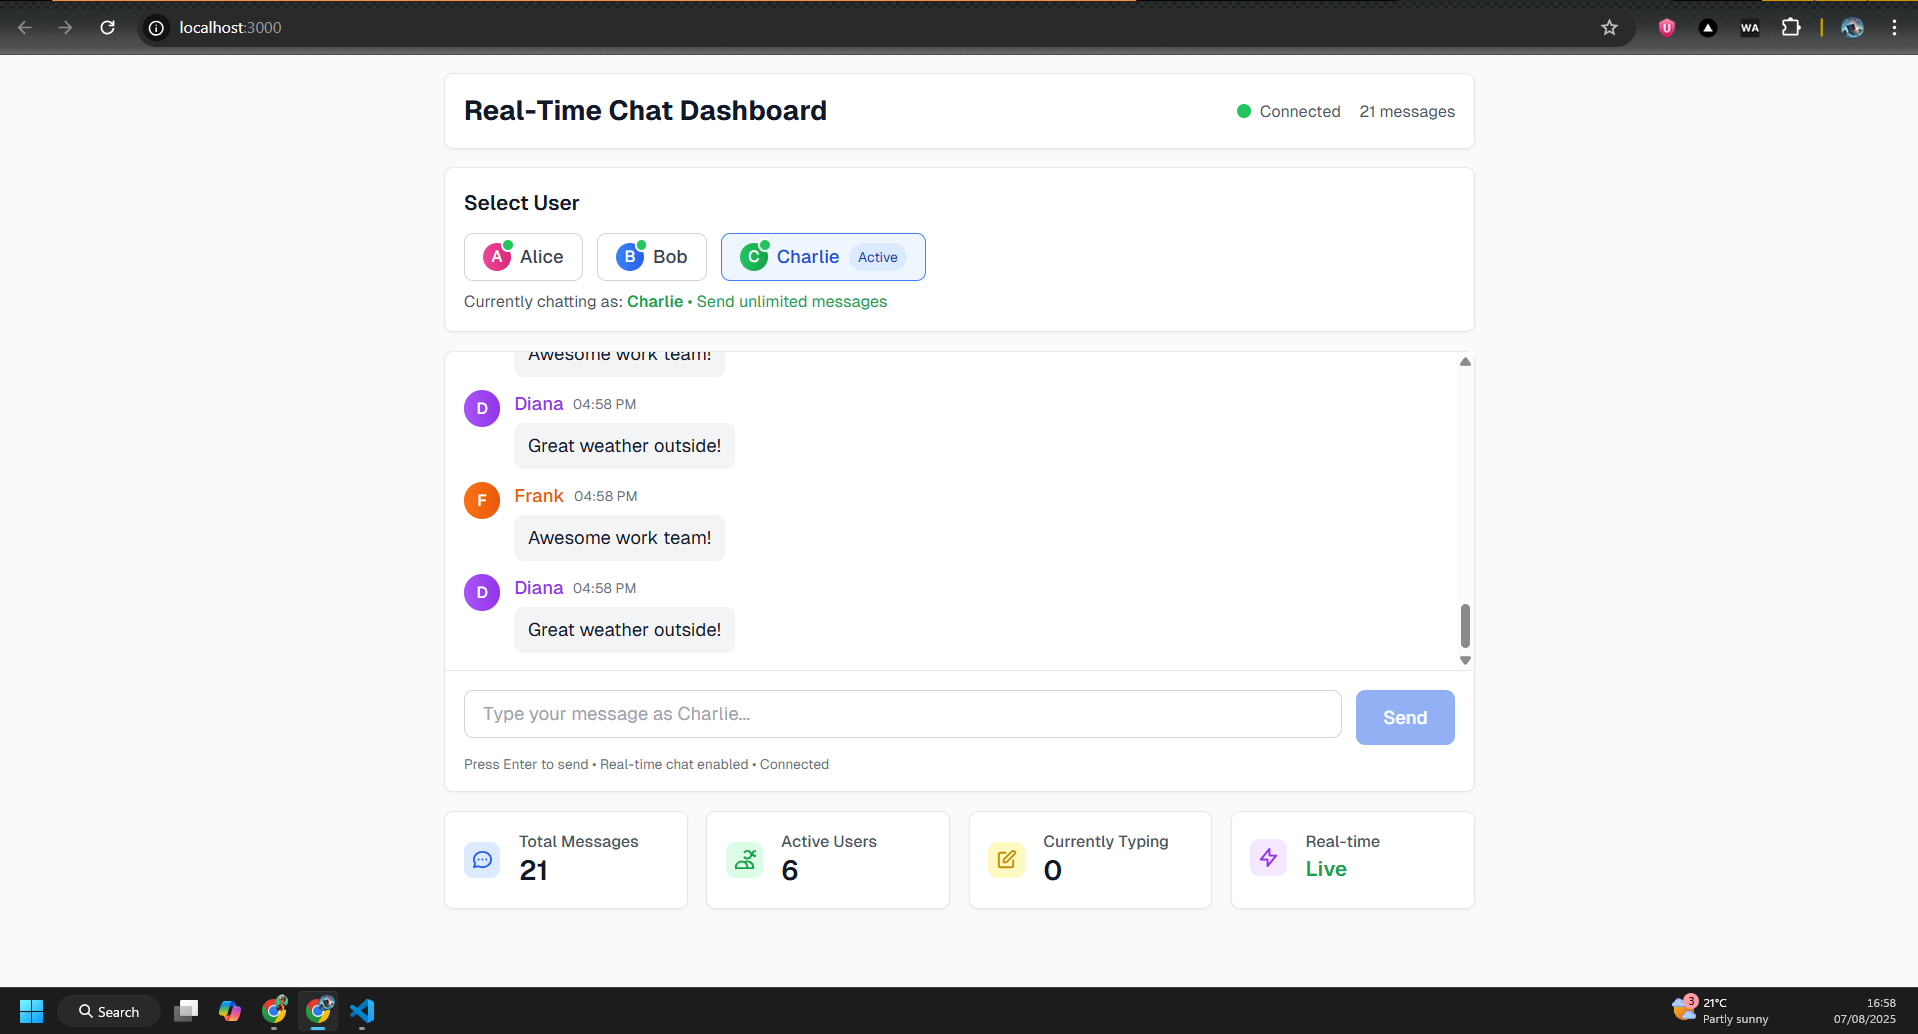 localhost:3000
WA
Real-Time Chat Dashboard
Connected 21 messages
Select User
A Alice B Bob C Charlie Active
Currently chatting as: Charlie • Send unlimited messages
Awesome work team!
D Diana 04:58 PM
Great weather outside!
F Frank 04:58 PM
Awesome work team!
D Diana 04:58 PM
Great weather outside!
Type your message as Charlie...
Send
Press Enter to send • Real-time chat enabled • Connected
Total Messages
21
Active Users
6
Currently Typing
0
Real-time
Live
Search
3
21°C
Partly sunny
16:58
07/08/2025